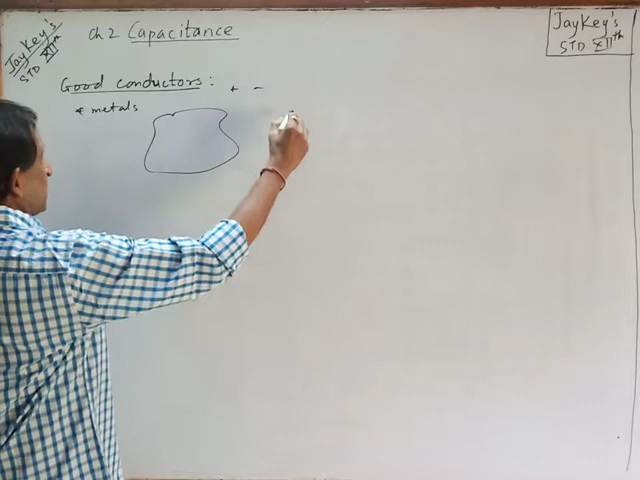 JayKey's
STD XIIth
ch 2 Capacitance
JayKey's
STD XIIth
Good conductors : + -
* metals